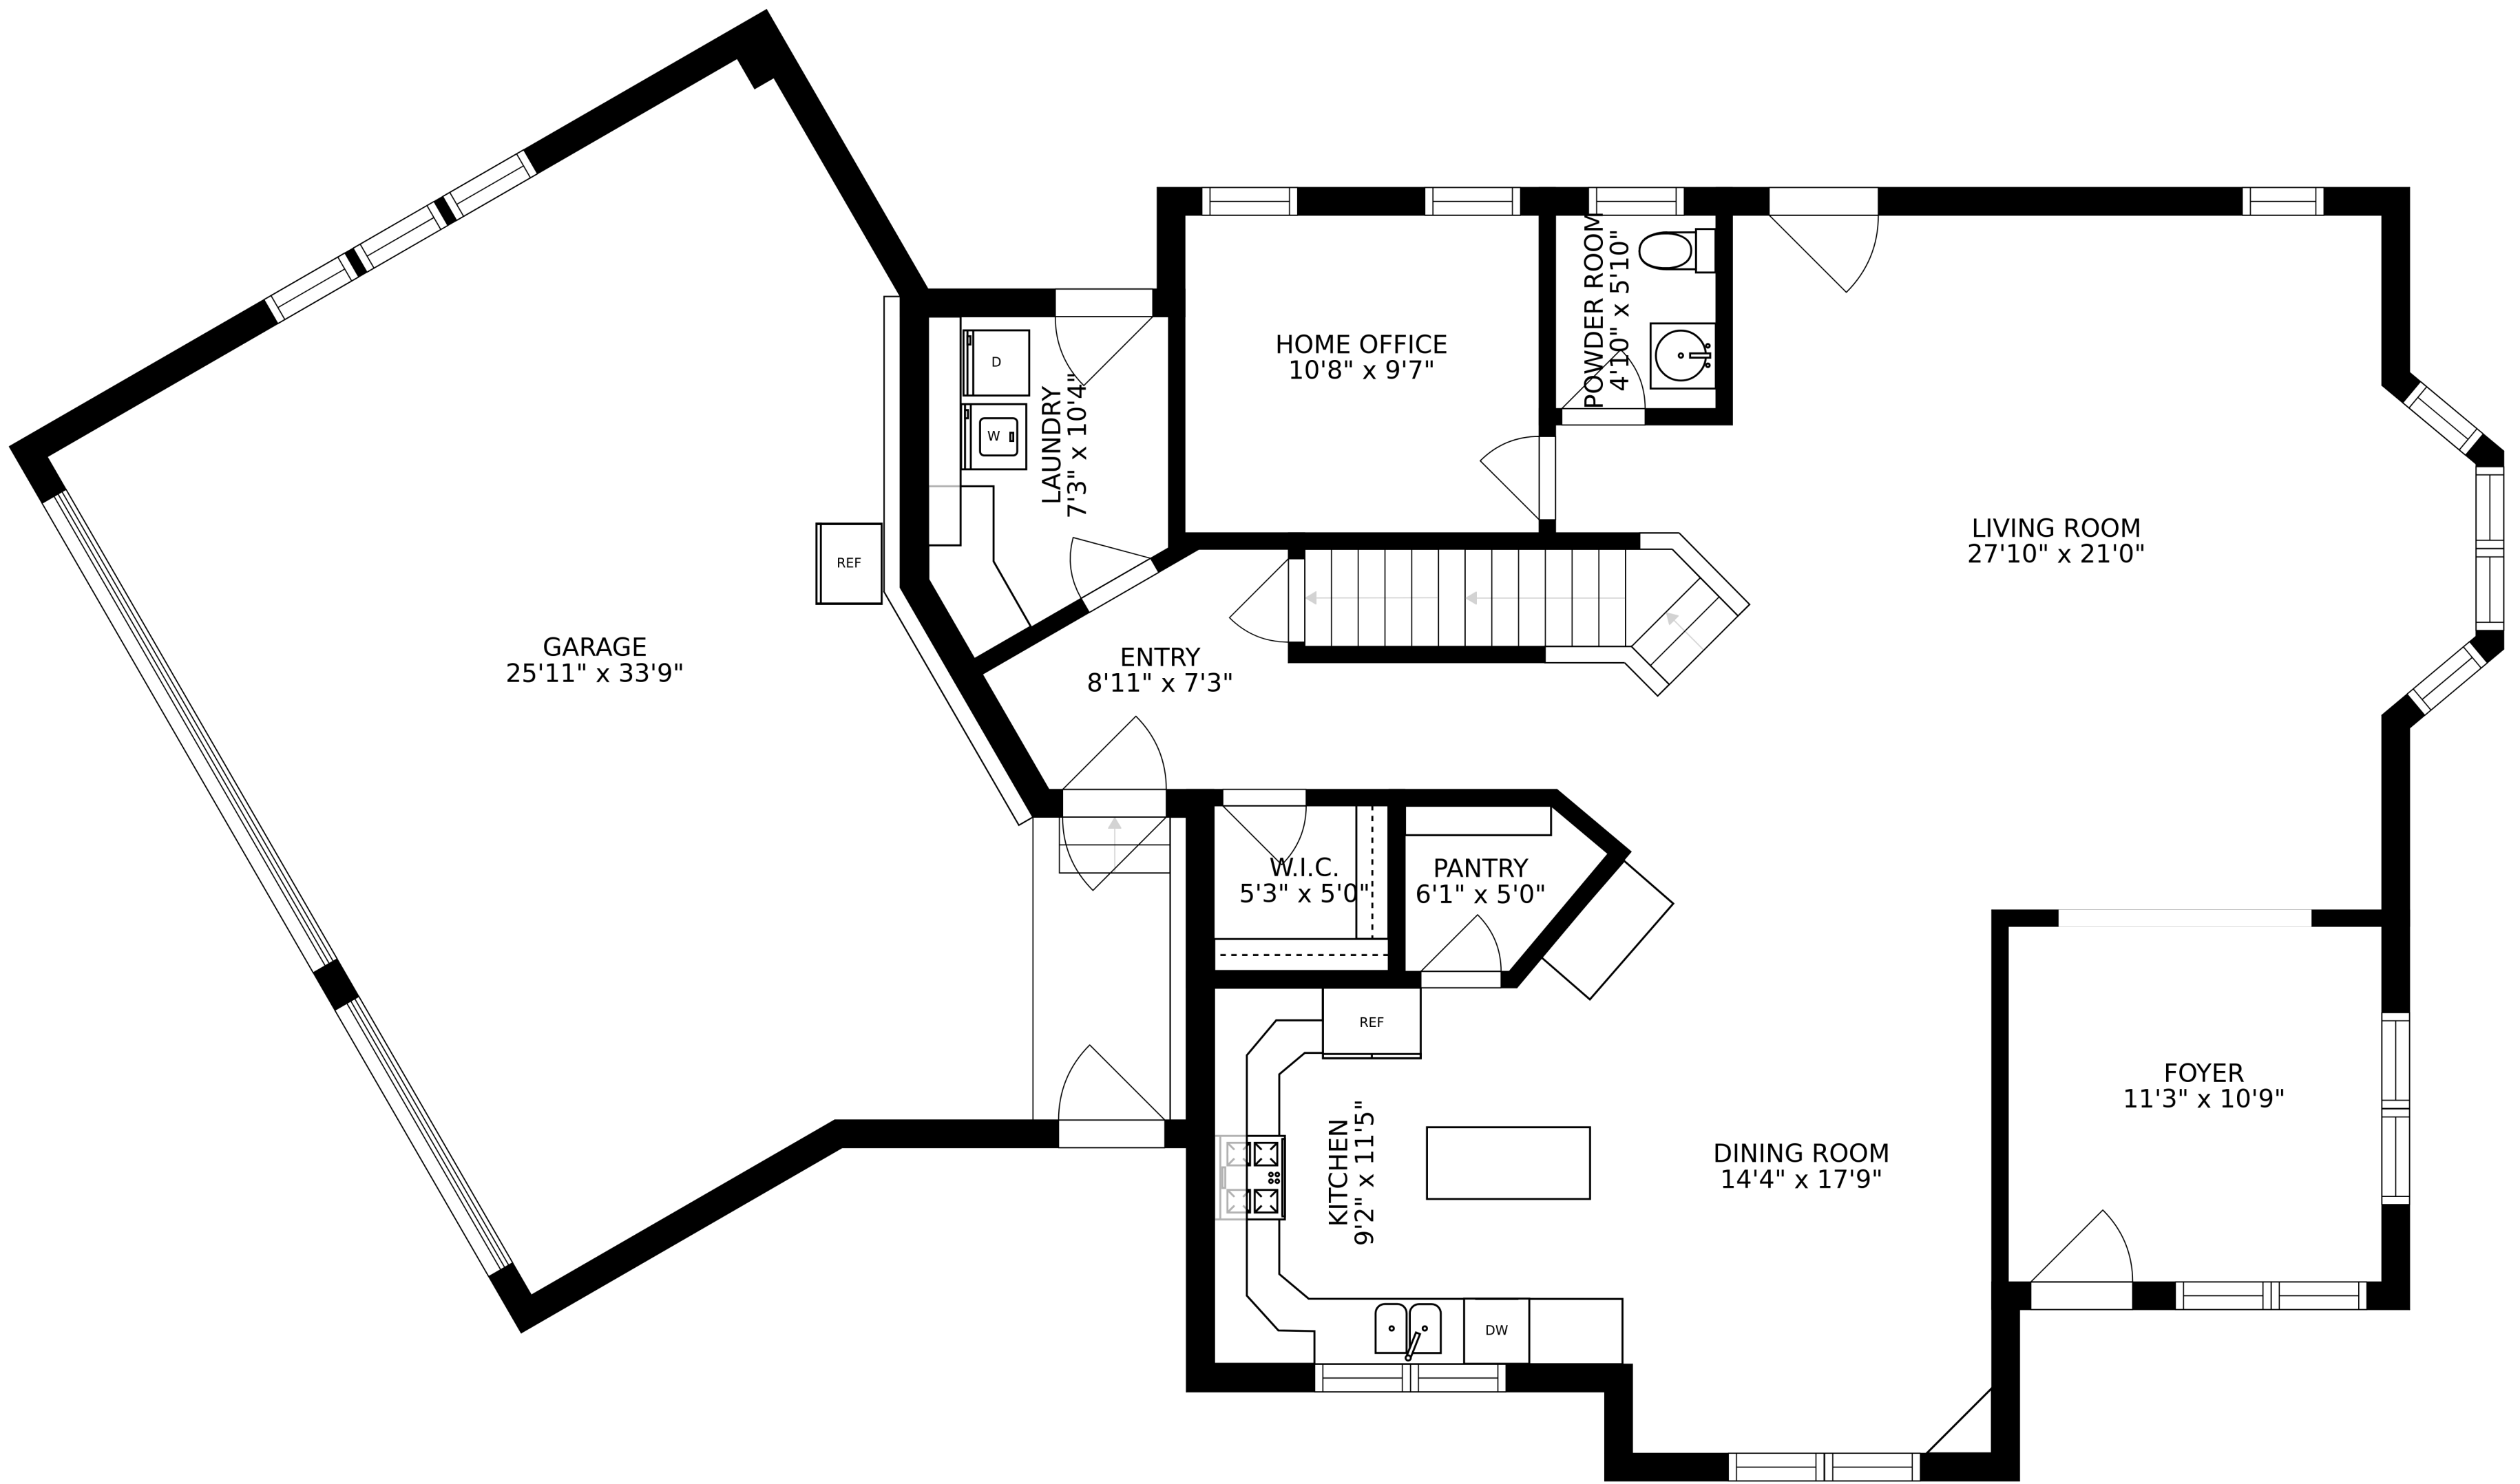 D
W
LAUNDRY
7'3" x 10'4"
HOME OFFICE
10'8" x 9'7"
POWDER ROOM
4'10" x 5'10"
LIVING ROOM
27'10" x 21'0"
REF
GARAGE
25'11" x 33'9"
ENTRY
8'11" x 7'3"
W.I.C.
5'3" x 5'0"
PANTRY
6'1" x 5'0"
REF
KITCHEN
9'2" x 11'5"
DINING ROOM
14'4" x 17'9"
FOYER
11'3" x 10'9"
DW